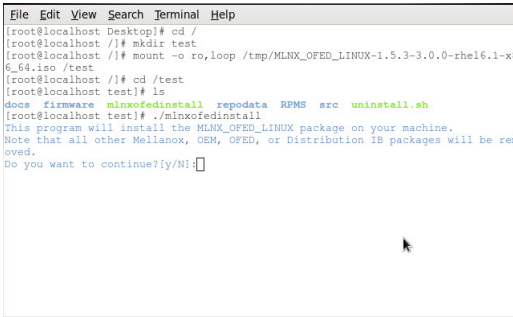 File Edit View Search Terminal Help
[root@localhost Desktop]# cd /
[root@localhost /]# mkdir test
[root@localhost /]# mount -o ro,loop /tmp/MLNX_OFED_LINUX-1.5.3-3.0.0-rhel6.1-x8
6_64.iso /test
[root@localhost /]# cd /test
[root@localhost test]# ls
docs firmware mlnxofedinstall repodata RPMS src uninstall.sh
[root@localhost test]# ./mlnxofedinstall
This program will install the MLNX_OFED_LINUX package on your machine.
Note that all other Mellanox, OEM, OFED, or Distribution IB packages will be rem
oved.
Do you want to continue?[y/N]: